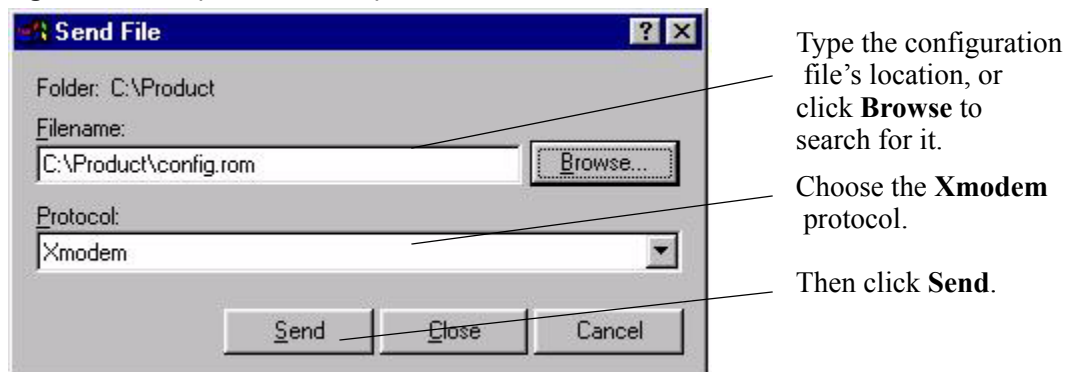 Send File
Folder: C:\Product
Filename:
C:\Product\config.rom
Browse...
Protocol:
Xmodem
Send
Close
Cancel
Type the configuration
file's location, or
click Browse to
search for it.
Choose the Xmodem
protocol.
Then click Send.